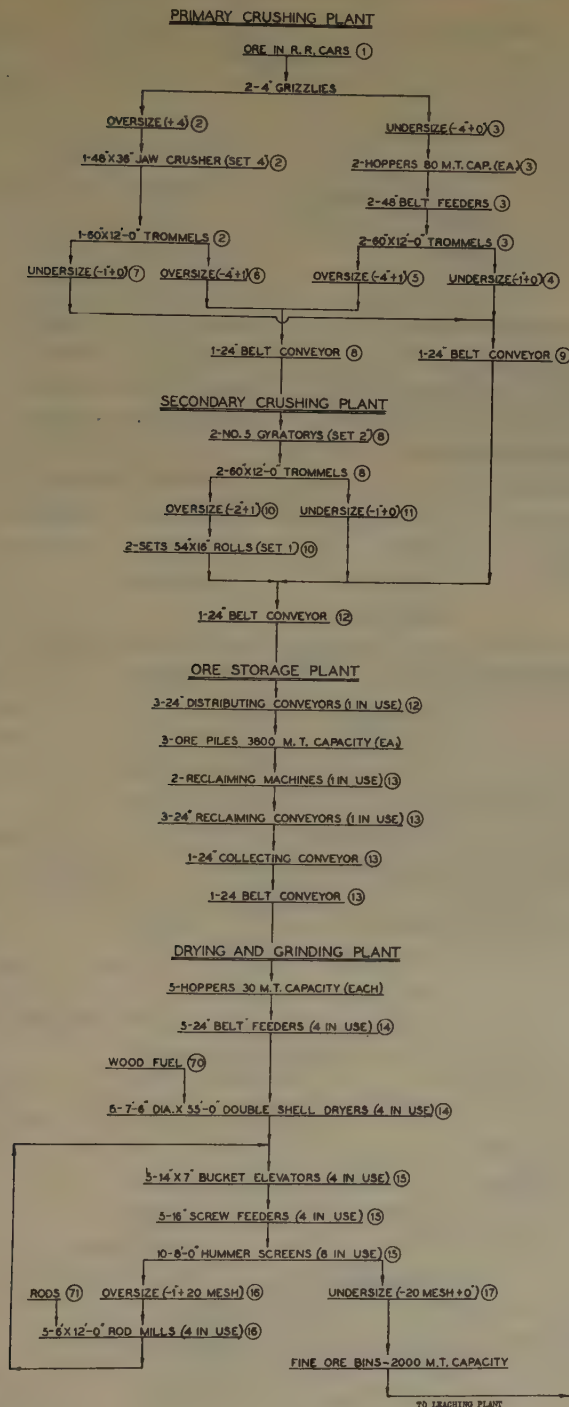 PRIMARY CRUSHING PLANT
ORE IN R.R. CARS 1
2-4" GRIZZLIES
OVERSIZE (+4") 2
UNDERSIZE (-4"+0) 3
1-48"X36" JAW CRUSHER (SET 4") 2
2-HOPPERS 80 M.T. CAP. (EA.) 3
2-48" BELT FEEDERS 3
1-60"X12'-0" TROMMELS 2
2-60"X12'-0" TROMMELS 3
UNDERSIZE (-1"+0) 7
OVERSIZE (-4"+1) 6
OVERSIZE (-4"+1) 5
UNDERSIZE (-1"+0) 4
1-24" BELT CONVEYOR 8
1-24" BELT CONVEYOR 9
SECONDARY CRUSHING PLANT
2-NO. 5 GYRATORYS (SET 2") 8
2-60"X12'-0" TROMMELS 8
OVERSIZE (-2"+1) 10
UNDERSIZE (-1"+0) 11
2-SETS 54"X16" ROLLS (SET 1") 10
1-24" BELT CONVEYOR 12
ORE STORAGE PLANT
3-24" DISTRIBUTING CONVEYORS (1 IN USE) 12
3-ORE PILES 3800 M.T. CAPACITY (EA.)
2-RECLAIMING MACHINES (1 IN USE) 13
3-24" RECLAIMING CONVEYORS (1 IN USE) 13
1-24" COLLECTING CONVEYOR 13
1-24 BELT CONVEYOR 13
DRYING AND GRINDING PLANT
5-HOPPERS 30 M.T. CAPACITY (EACH)
5-24" BELT FEEDERS (4 IN USE) 14
WOOD FUEL 70
5-7'-6" DIA. X 55'-0" DOUBLE SHELL DRYERS (4 IN USE) 14
5-14"X7" BUCKET ELEVATORS (4 IN USE) 15
5-16" SCREW FEEDERS (4 IN USE) 15
10-8'-0" HUMMER SCREENS (8 IN USE) 15
RODS 71
OVERSIZE (-1"+20 MESH) 16
UNDERSIZE (-20 MESH+0") 17
5-6'X12'-0" ROD MILLS (4 IN USE) 16
FINE ORE BINS-2000 M.T. CAPACITY
TO LEACHING PLANT